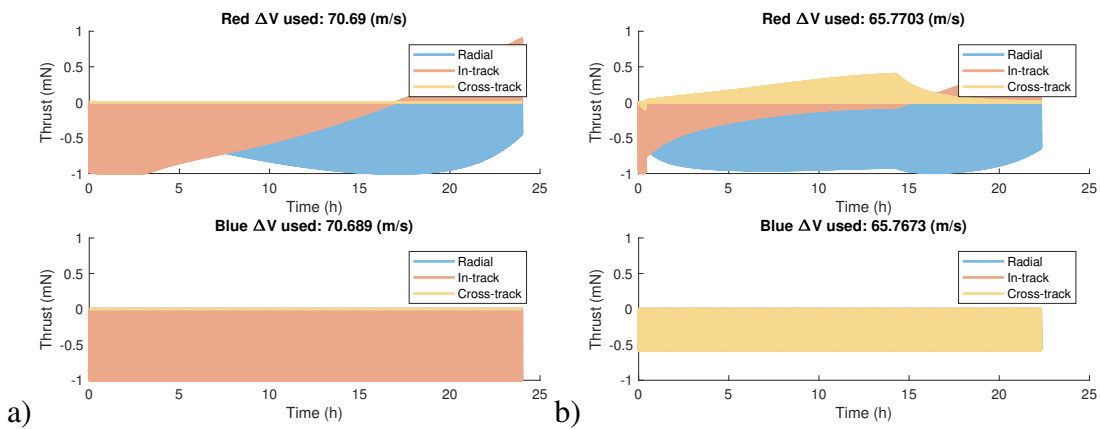 Red ΔV used: 70.69 (m/s)
1
0.5
0
-0.5
-1
Thrust (mN)
Radial
In-track
Cross-track
0 5 10 15 20 25
Time (h)
Blue ΔV used: 70.689 (m/s)
1
0.5
0
-0.5
-1
Thrust (mN)
Radial
In-track
Cross-track
0 5 10 15 20 25
Time (h)
a)
Red ΔV used: 65.7703 (m/s)
1
0.5
0
-0.5
-1
Thrust (mN)
Radial
In-track
Cross-track
0 5 10 15 20 25
Time (h)
Blue ΔV used: 65.7673 (m/s)
1
0.5
0
-0.5
-1
Thrust (mN)
Radial
In-track
Cross-track
0 5 10 15 20 25
Time (h)
b)